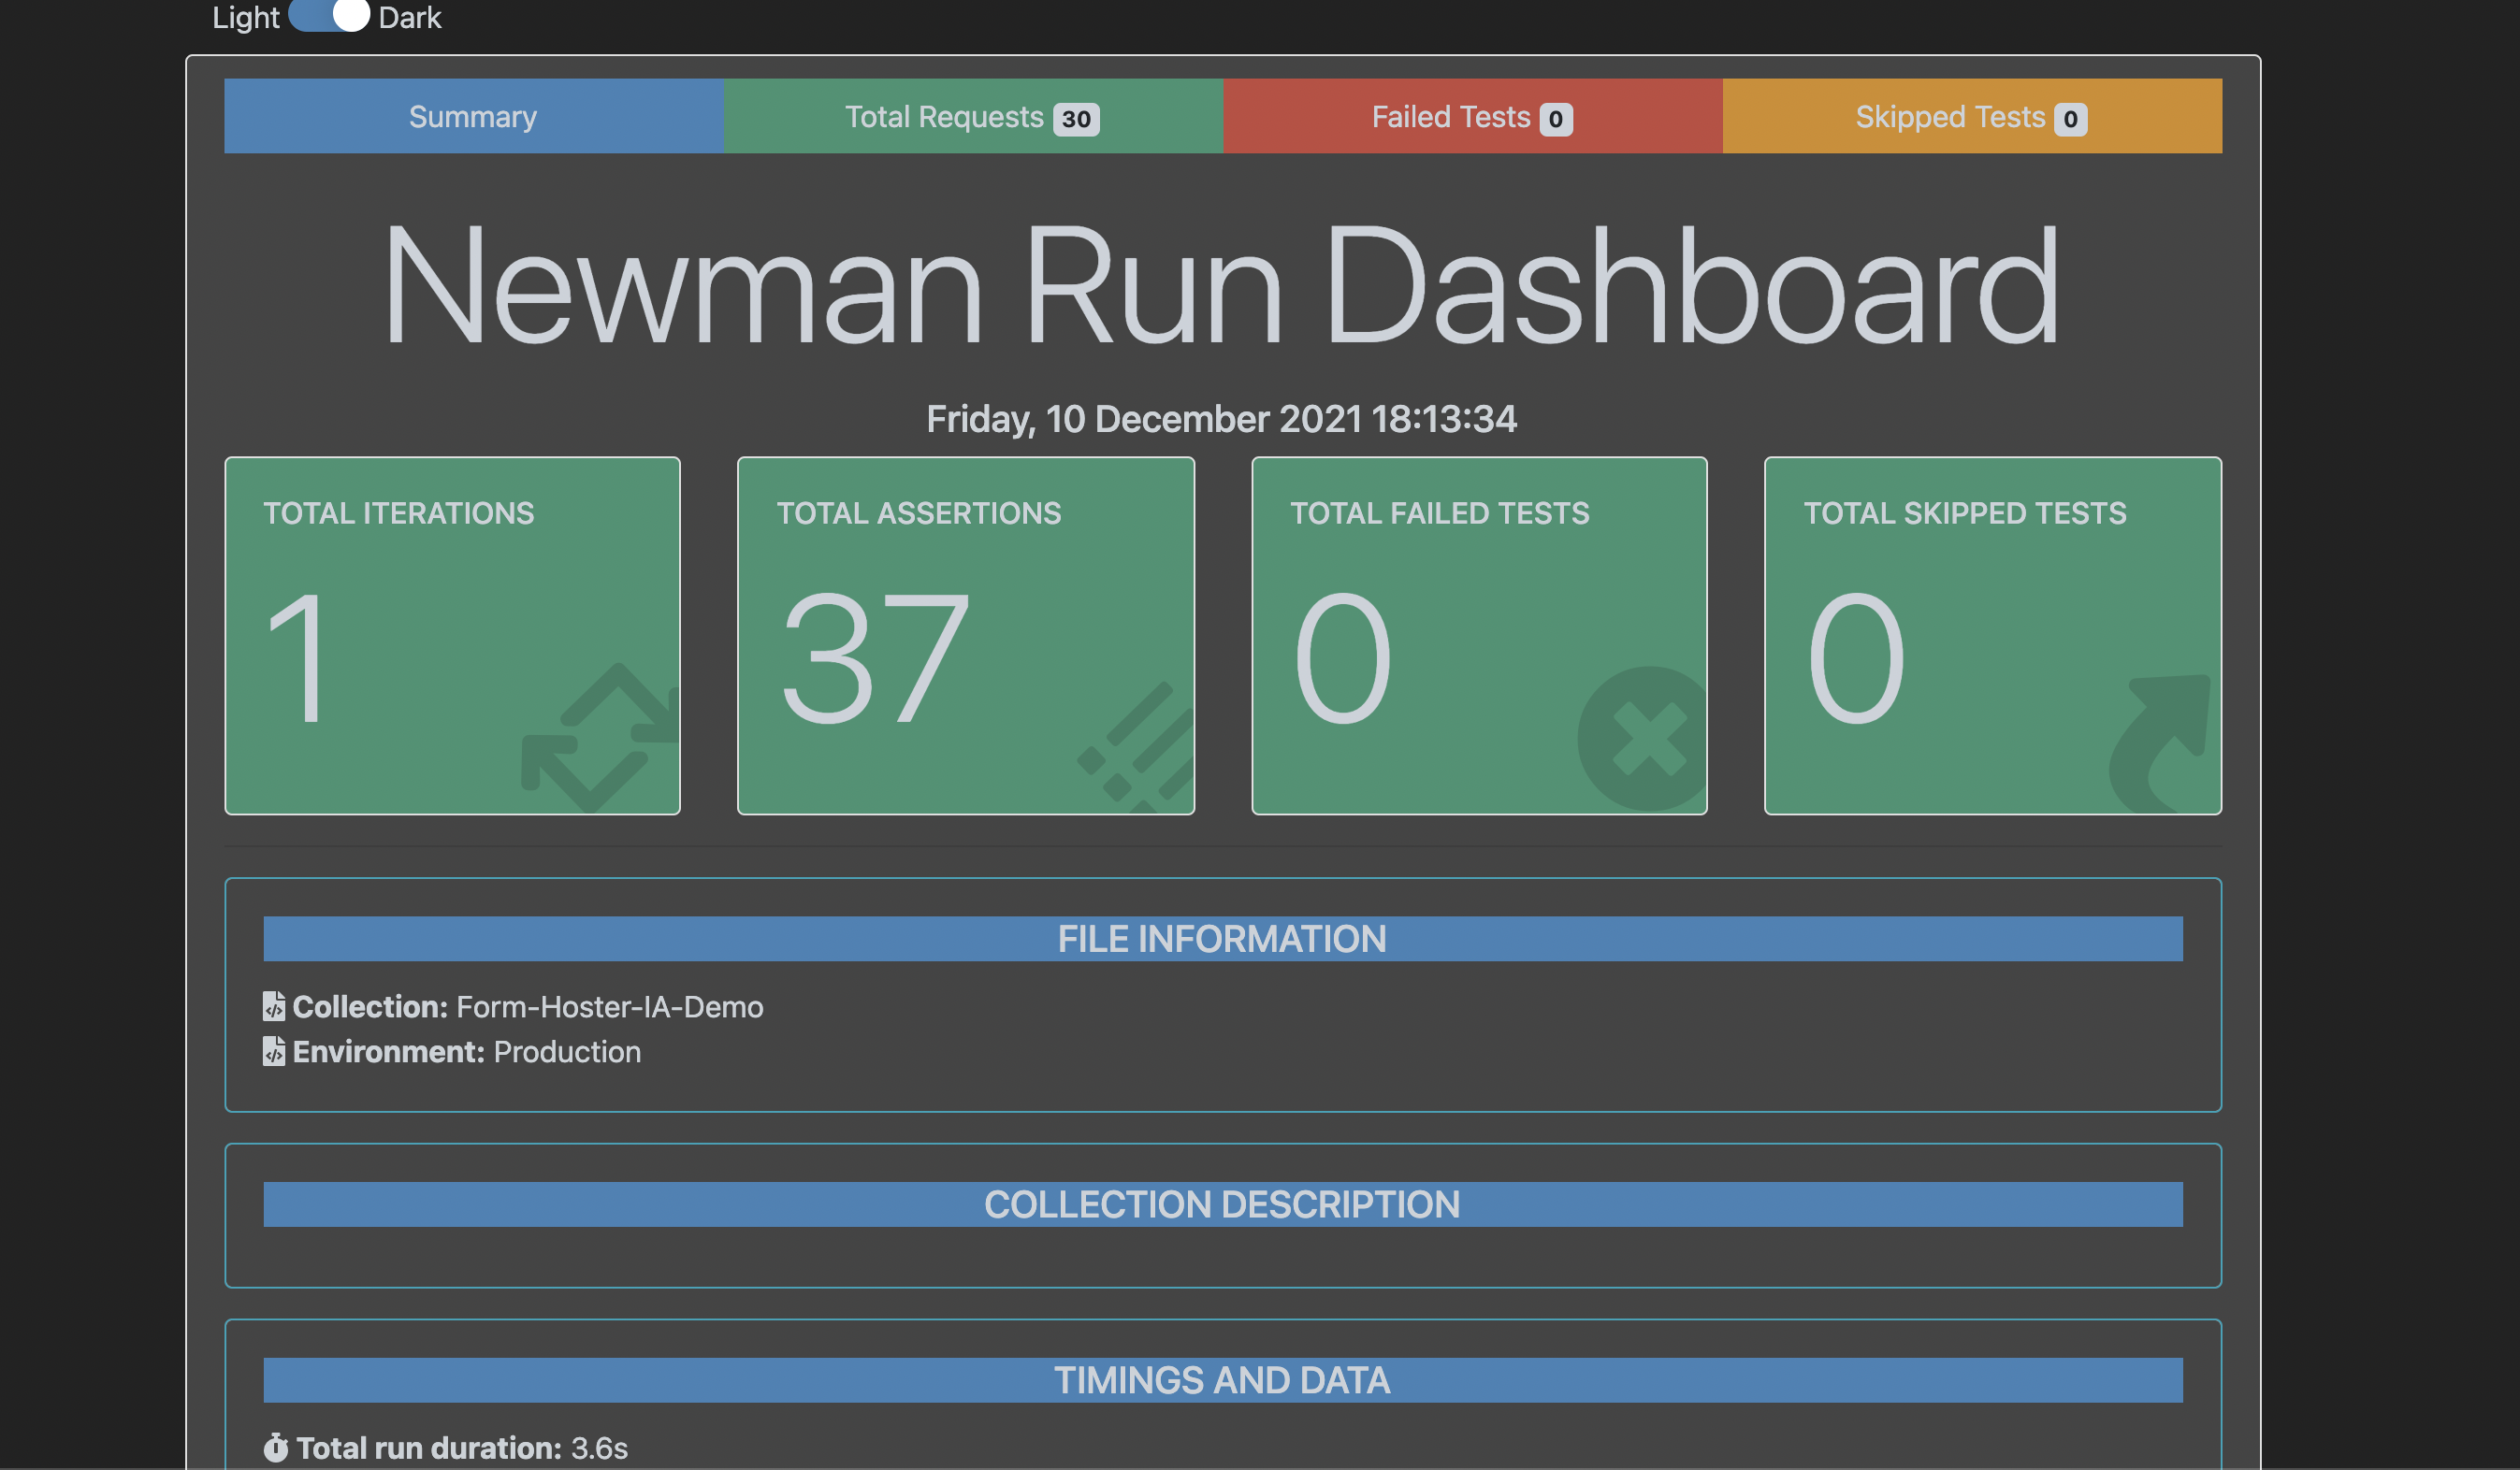 Light Dark
Summary Total Requests 30 Failed Tests 0 Skipped Tests 0
Newman Run Dashboard
Friday, 10 December 2021 18:13:34
TOTAL ITERATIONS TOTAL ASSERTIONS TOTAL FAILED TESTS TOTAL SKIPPED TESTS
1 37 0 0
FILE INFORMATION
Collection: Form-Hoster-IA-Demo
Environment: Production
COLLECTION DESCRIPTION
TIMINGS AND DATA
Total run duration: 3.6s